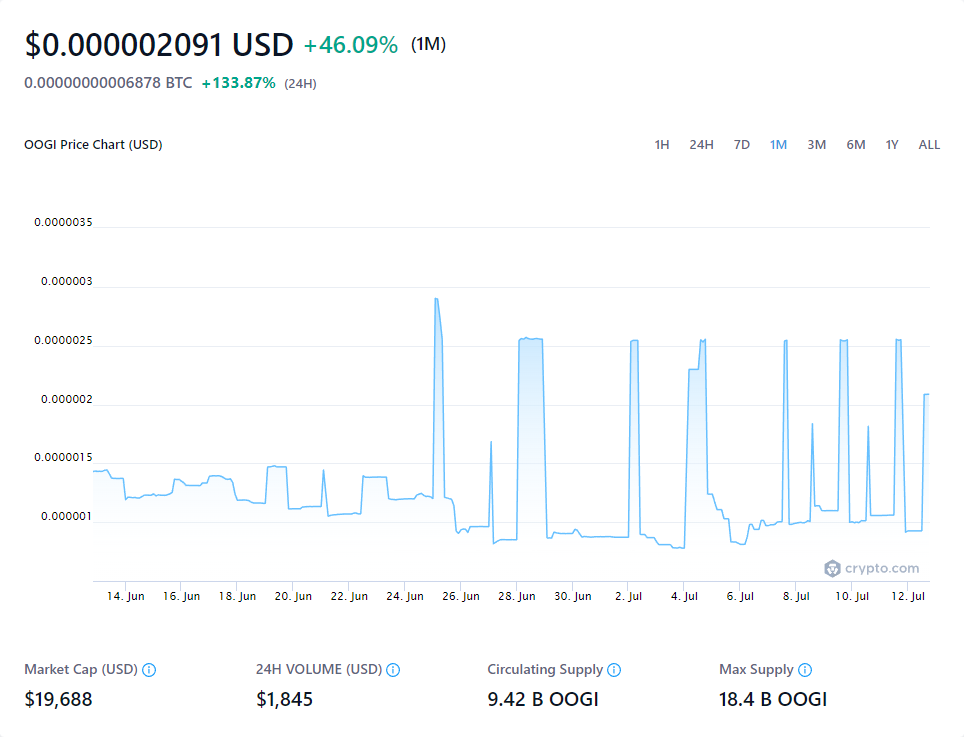 $0.000002091 USD +46.09% (1M)
0.00000000006878 BTC +133.87% (24H)
OOGI Price Chart (USD) 1H 24H 7D 1M 3M 6M 1Y ALL
0.0000035
0.000003
0.0000025
0.000002
0.0000015
0.000001
crypto.com
14. Jun 16. Jun 18. Jun 20. Jun 22. Jun 24. Jun 26. Jun 28. Jun 30. Jun 2. Jul 4. Jul 6. Jul 8. Jul 10. Jul 12. Jul
Market Cap (USD) 24H VOLUME (USD) Circulating Supply Max Supply
$19,688 $1,845 9.42 B OOGI 18.4 B OOGI